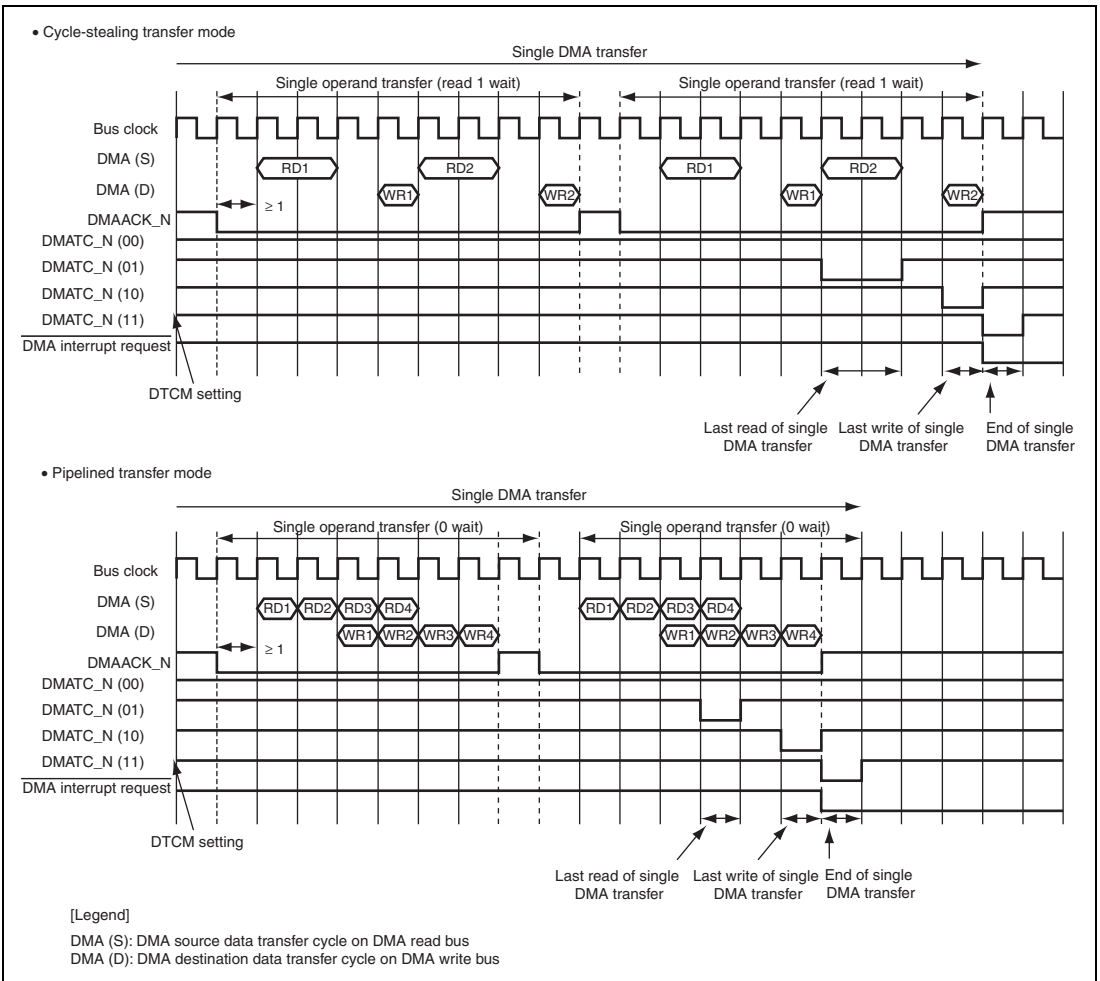 • Cycle-stealing transfer mode
Single DMA transfer
Single operand transfer (read 1 wait) Single operand transfer (read 1 wait)
Bus clock
DMA (S) RD1 RD2 RD1 RD2
DMA (D) WR1 WR2 WR1 WR2
≥ 1
DMAACK_N
DMATC_N (00)
DMATC_N (01)
DMATC_N (10)
DMATC_N (11)
DMA interrupt request
DTCM setting
Last read of single DMA transfer
Last write of single DMA transfer
End of single DMA transfer
• Pipelined transfer mode
Single DMA transfer
Single operand transfer (0 wait) Single operand transfer (0 wait)
Bus clock
DMA (S) RD1 RD2 RD3 RD4 RD1 RD2 RD3 RD4
DMA (D) WR1 WR2 WR3 WR4 WR1 WR2 WR3 WR4
≥ 1
DMAACK_N
DMATC_N (00)
DMATC_N (01)
DMATC_N (10)
DMATC_N (11)
DMA interrupt request
DTCM setting
Last read of single DMA transfer
Last write of single DMA transfer
End of single DMA transfer
[Legend]
DMA (S): DMA source data transfer cycle on DMA read bus
DMA (D): DMA destination data transfer cycle on DMA write bus